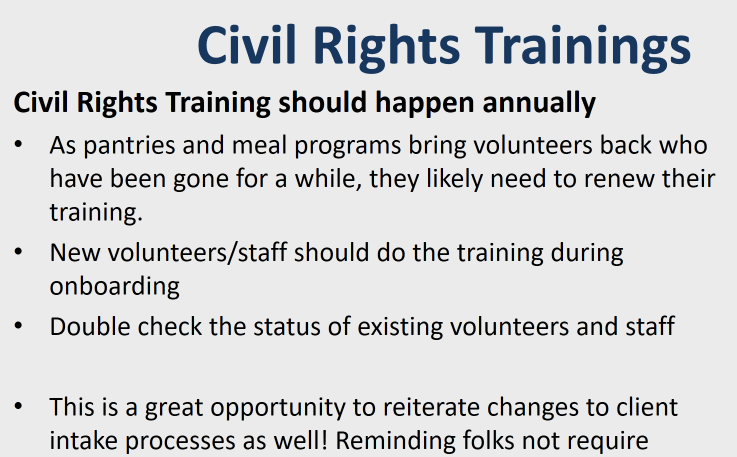 Civil Rights Trainings
Civil Rights Training should happen annually
• As pantries and meal programs bring volunteers back who
have been gone for a while, they likely need to renew their
training.
• New volunteers/staff should do the training during
onboarding
• Double check the status of existing volunteers and staff
• This is a great opportunity to reiterate changes to client
intake processes as well! Reminding folks not require